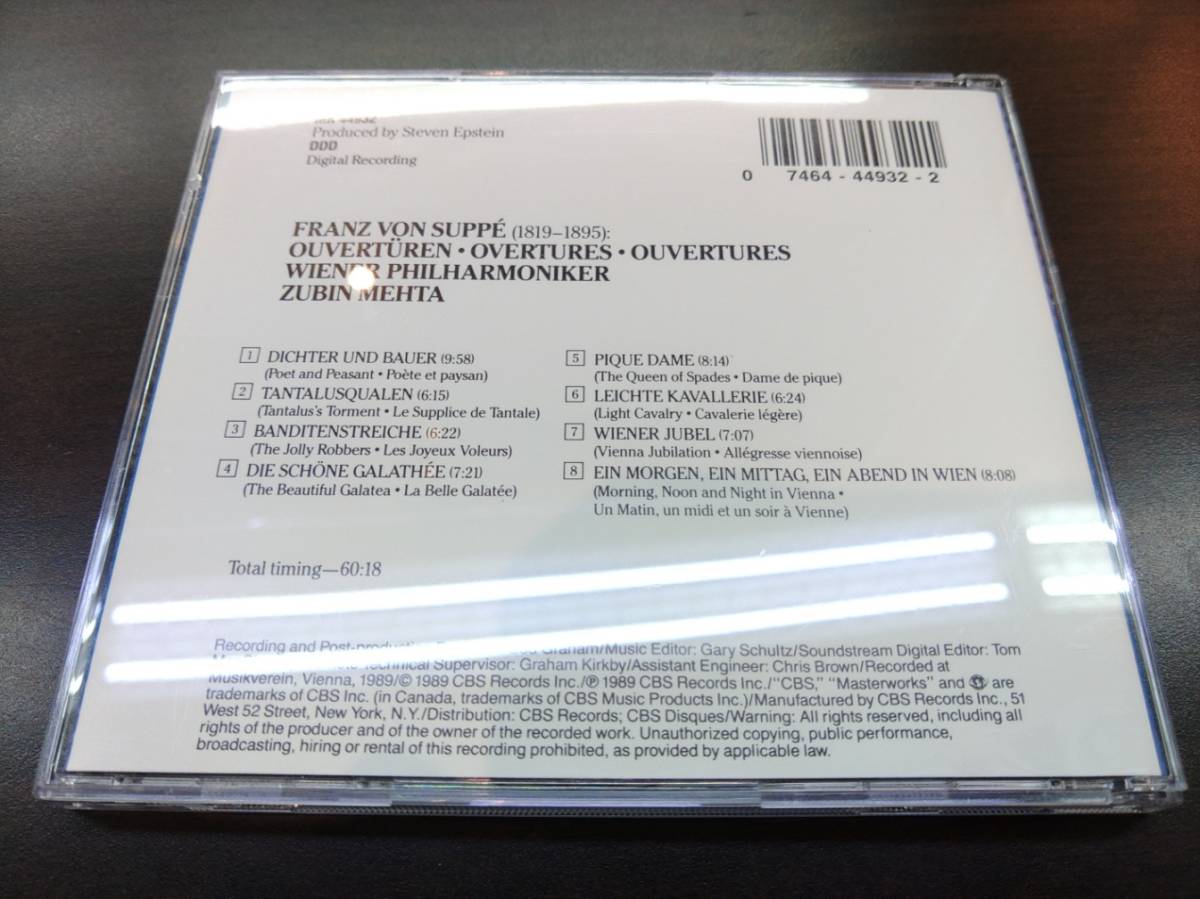 44932
Produced by Steven Epstein
DDD
Digital Recording
0 7464 - 44932 - 2
FRANZ VON SUPPÉ (1819–1895):
OUVERTÜREN • OVERTURES • OUVERTURES
WIENER PHILHARMONIKER
ZUBIN MEHTA
1 DICHTER UND BAUER (9:58)
(Poet and Peasant • Poète et paysan)
2 TANTALUSQUALEN (6:15)
(Tantalus's Torment • Le Supplice de Tantale)
3 BANDITENSTREICHE (6:22)
(The Jolly Robbers • Les Joyeux Voleurs)
4 DIE SCHÖNE GALATHÉE (7:21)
(The Beautiful Galatea • La Belle Galatée)
5 PIQUE DAME (8:14)
(The Queen of Spades • Dame de pique)
6 LEICHTE KAVALLERIE (6:24)
(Light Cavalry • Cavalerie légère)
7 WIENER JUBEL (7:07)
(Vienna Jubilation • Allégresse viennoise)
8 EIN MORGEN, EIN MITTAG, EIN ABEND IN WIEN (8:08)
(Morning, Noon and Night in Vienna •
Un Matin, un midi et un soir à Vienne)
Total timing—60:18
Recording and Graham/Music Editor: Gary Schultz/Soundstream Digital Editor: Tom
Technical Supervisor: Graham Kirkby/Assistant Engineer: Chris Brown/Recorded at
Musikverein, Vienna, 1989/© 1989 CBS Records Inc./℗ 1989 CBS Records Inc./"CBS," "Masterworks" and are
trademarks of CBS Inc. (in Canada, trademarks of CBS Music Products Inc.)/Manufactured by CBS Records Inc., 51
West 52 Street, New York, N.Y./Distribution: CBS Records; CBS Disques/Warning: All rights reserved, including all
rights of the producer and of the owner of the recorded work. Unauthorized copying, public performance,
broadcasting, hiring or rental of this recording prohibited, as provided by applicable law.